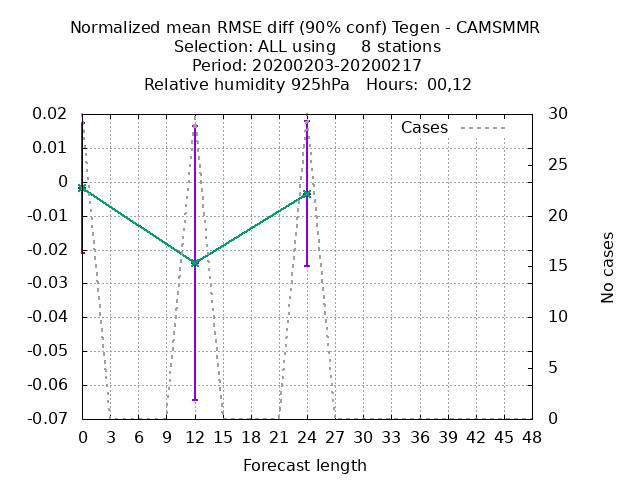 Normalized mean RMSE diff (90% conf) Tegen - CAMSMMR
Selection: ALL using     8 stations
Period: 20200203-20200217
Relative humidity 925hPa   Hours:  00,12
Cases
0.02
0.01
0
-0.01
-0.02
-0.03
-0.04
-0.05
-0.06
-0.07
30
25
20
15
10
5
0
No cases
0 3 6 9 12 15 18 21 24 27 30 33 36 39 42 45 48
Forecast length